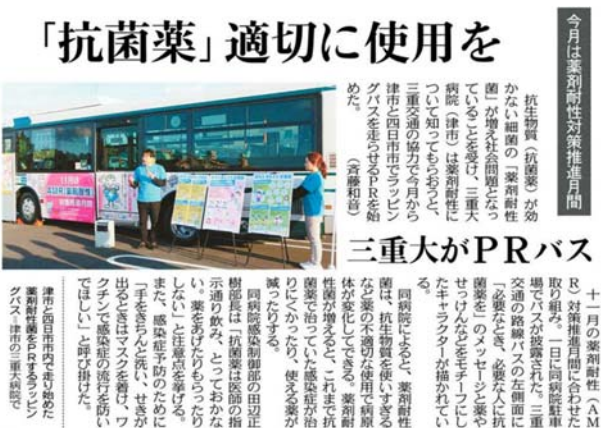 今月は薬剤耐性対策推進月間
「抗菌薬」適切に使用を
三重大がＰＲバス
抗生物質（抗菌薬）が効
かない細菌の「薬剤耐性
菌」が増え社会問題となっ
ていることを受け、三重大
病院（津市）は薬剤耐性に
ついて知ってもらおうと、
三重交通の協力で今月から
津市と四日市市でラッピン
グバスを走らせるＰＲを始
めた。（斉藤和音）
十一月の薬剤耐性（ＡＭ
Ｒ）対策推進月間に合わせた
取り組み。一日に同病院駐車
場でバスが披露された。三重
交通の路線バスの左側面に
「必要なとき、必要な人に抗
菌薬を」のメッセージと薬や
せっけんなどをモチーフにし
たキャラクターが描かれてい
る。
同病院によると、薬剤耐性
菌は、抗生物質を使いすぎる
など薬の不適切な使用で病原
体が変化してできる。薬剤耐
性菌が増えると、これまで抗
菌薬で治っていた感染症が治
りにくかったり、使える薬が
減ったりする。
同病院感染制御部の田辺正
樹部長は「抗菌薬は医師の指
示通り飲み、とっておかな
い。薬をあげたりもらったり
しない」と注意点を挙げる。
また、感染症予防のために
「手をきちんと洗い、せきが
出るときはマスクを着け、ワ
クチンで感染症の流行を防い
でほしい」と呼び掛けた。
津市と四日市市内で走り始めた
薬剤耐性菌をＰＲするラッピン
グバス＝津市の三重大病院で